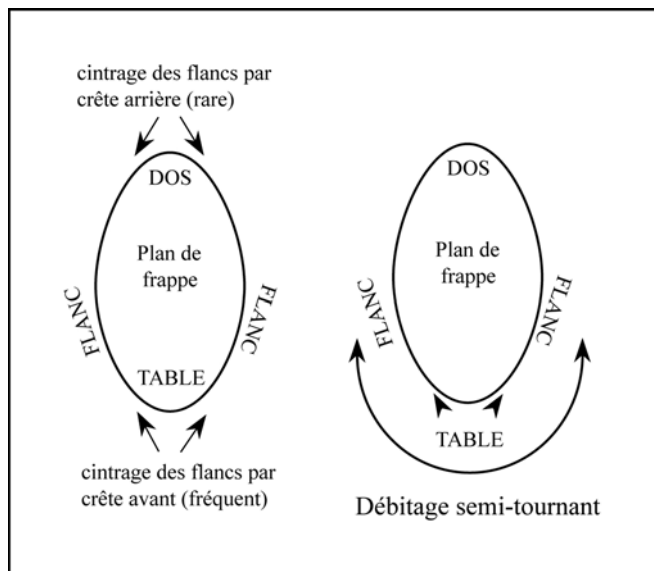 cintrage des flancs par
crête arrière (rare)
DOS
Plan de
frappe
FLANC
FLANC
TABLE
cintrage des flancs par
crête avant (fréquent)
DOS
Plan de
frappe
FLANC
FLANC
TABLE
Débitage semi-tournant